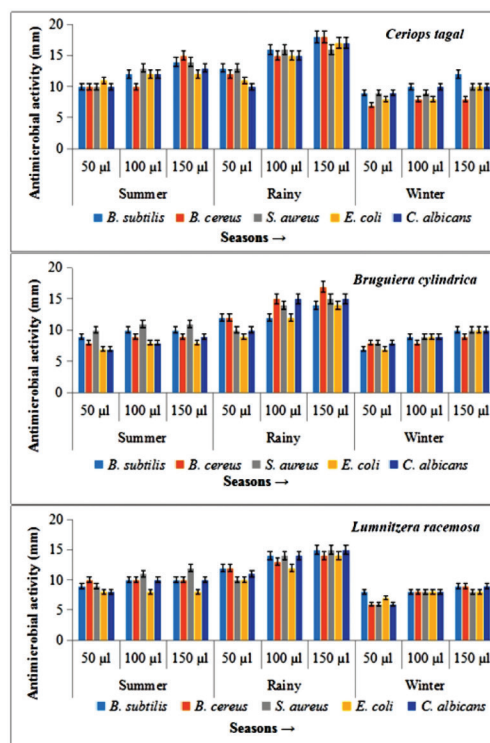 Ceriops tagal
Antimicrobial activity (mm)
20
15
10
5
0
50 µl 100 µl 150 µl 50 µl 100 µl 150 µl 50 µl 100 µl 150 µl
Summer Rainy Winter
B. subtilis B. cereus S. aureus E. coli C. albicans
Seasons →
Bruguiera cylindrica
Antimicrobial activity (mm)
20
15
10
5
0
50 µl 100 µl 150 µl 50 µl 100 µl 150 µl 50 µl 100 µl 150 µl
Summer Rainy Winter
B. subtilis B. cereus S. aureus E. coli C. albicans
Seasons →
Lumnitzera racemosa
Antimicrobial activity (mm)
20
15
10
5
0
50 µl 100 µl 150 µl 50 µl 100 µl 150 µl 50 µl 100 µl 150 µl
Summer Rainy Winter
B. subtilis B. cereus S. aureus E. coli C. albicans
Seasons →